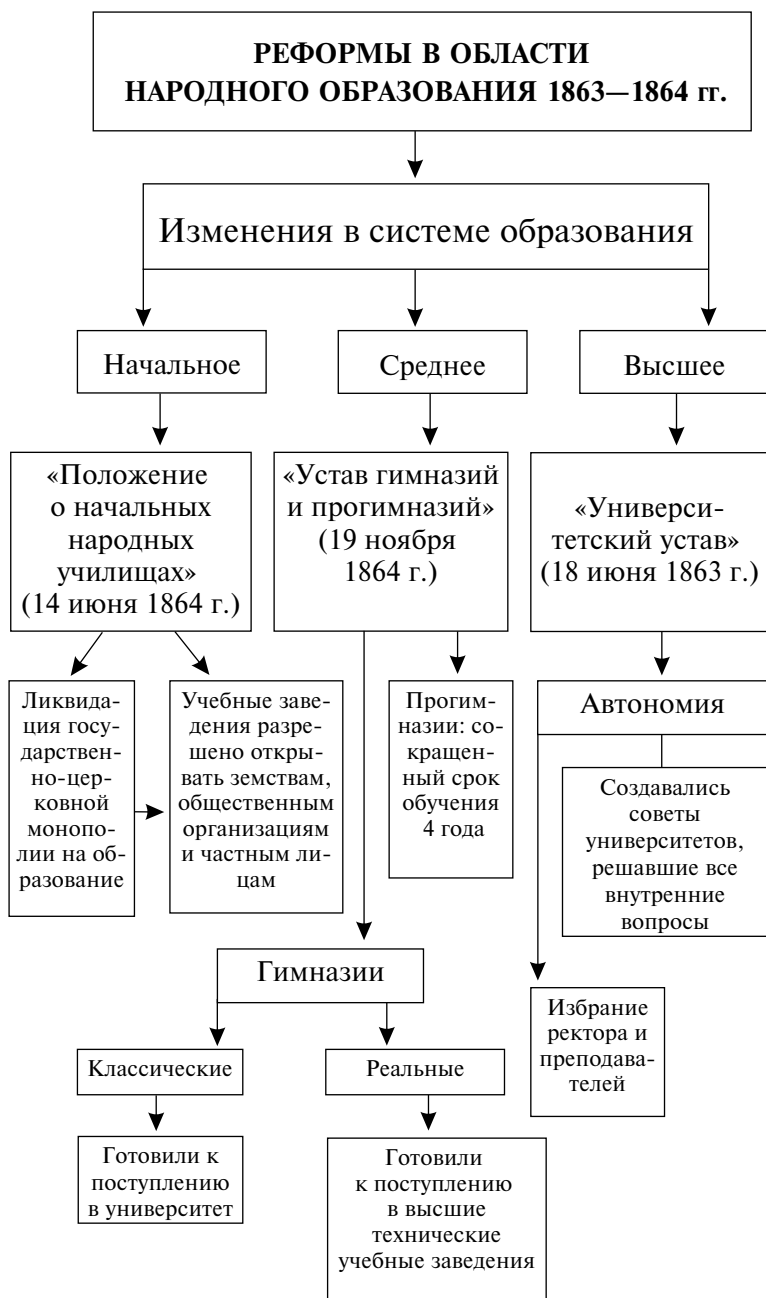 РЕФОРМЫ В ОБЛАСТИ
НАРОДНОГО ОБРАЗОВАНИЯ 1863—1864 гг.
Изменения в системе образования
Начальное
Среднее
Высшее
«Положение
о начальных
народных
училищах»
(14 июня 1864 г.)
«Устав гимназий
и прогимназий»
(19 ноября
1864 г.)
«Универси-
тетский устав»
(18 июня 1863 г.)
Ликвида-
ция госу-
дарствен-
но-цер-
ковной
монопо-
лии на об-
разование
Учебные заве-
дения разре-
шено откры-
вать земствам,
общественным
организациям
и частным ли-
цам
Прогим-
назии: со-
кращен-
ный срок
обучения
4 года
Автономия
Создавались
советы
университетов,
решавшие все
внутренние
вопросы
Гимназии
Избрание
ректора и
преподава-
телей
Классические
Реальные
Готовили к
поступлению
в университет
Готовили
к поступлению
в высшие
технические
учебные заведения